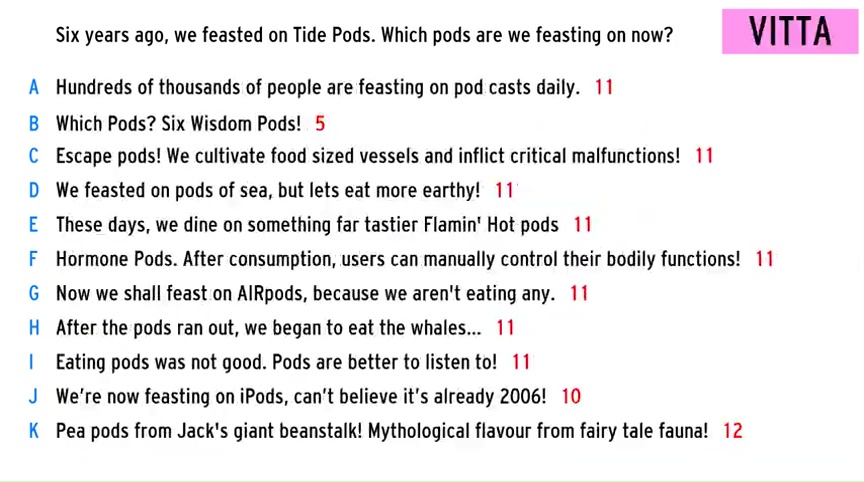 Six years ago, we feasted on Tide Pods. Which pods are we feasting on now?
VITTA
A Hundreds of thousands of people are feasting on pod casts daily. 11
B Which Pods? Six Wisdom Pods! 5
C Escape pods! We cultivate food sized vessels and inflict critical malfunctions! 11
D We feasted on pods of sea, but lets eat more earthy! 11
E These days, we dine on something far tastier Flamin' Hot pods 11
F Hormone Pods. After consumption, users can manually control their bodily functions! 11
G Now we shall feast on AIRpods, because we aren't eating any. 11
H After the pods ran out, we began to eat the whales... 11
I Eating pods was not good. Pods are better to listen to! 11
J We're now feasting on iPods, can't believe it's already 2006! 10
K Pea pods from Jack's giant beanstalk! Mythological flavour from fairy tale fauna! 12